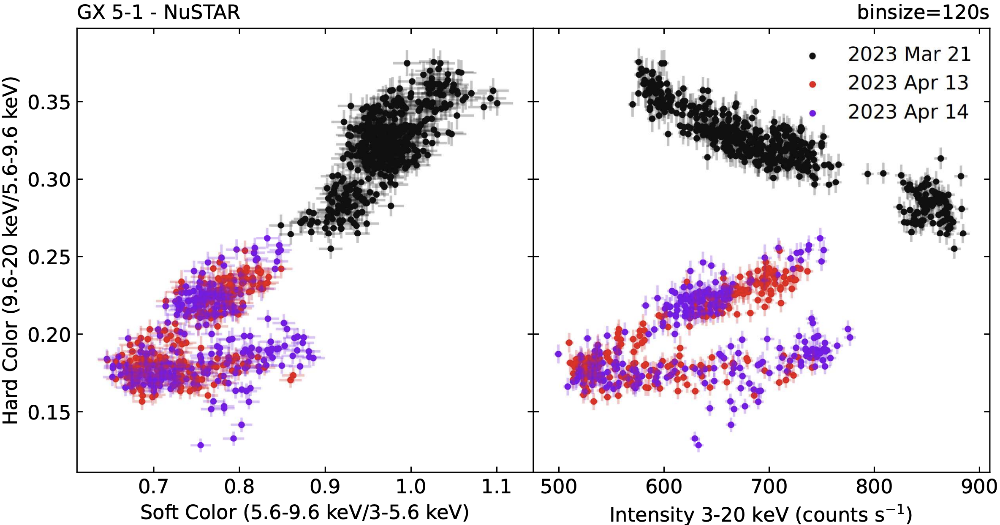 GX 5-1 - NuSTAR
binsize=120s
2023 Mar 21
2023 Apr 13
2023 Apr 14
Hard Color (9.6-20 keV/5.6-9.6 keV)
0.35
0.30
0.25
0.20
0.15
0.7 0.8 0.9 1.0 1.1
500 600 700 800 900
Soft Color (5.6-9.6 keV/3-5.6 keV)
Intensity 3-20 keV (counts s⁻¹)